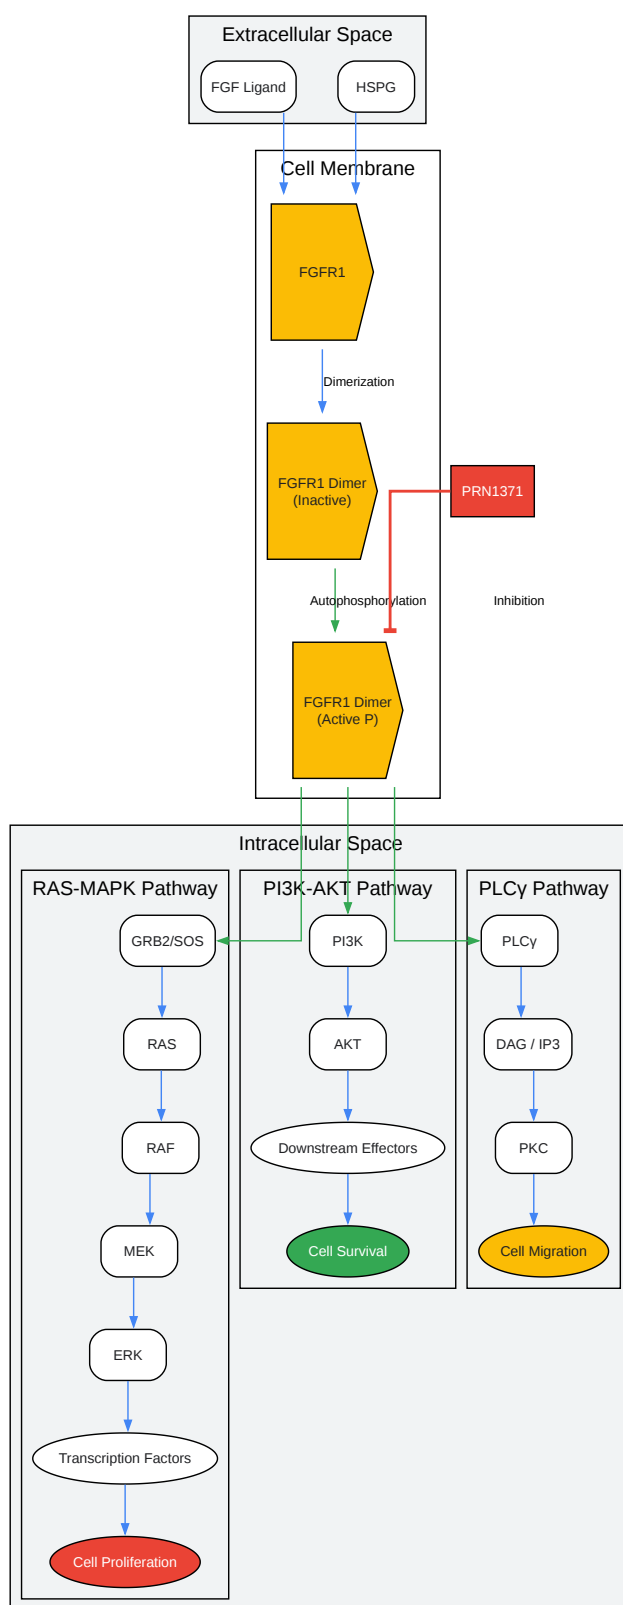 Extracellular Space
FGF Ligand
HSPG
Cell Membrane
FGFR1
Dimerization
FGFR1 Dimer
(Inactive)
PRN1371
Autophosphorylation
Inhibition
FGFR1 Dimer
(Active P)
Intracellular Space
RAS-MAPK Pathway
PI3K-AKT Pathway
PLCγ Pathway
GRB2/SOS
PI3K
PLCγ
RAS
AKT
DAG / IP3
RAF
Downstream Effectors
PKC
MEK
Cell Survival
Cell Migration
ERK
Transcription Factors
Cell Proliferation